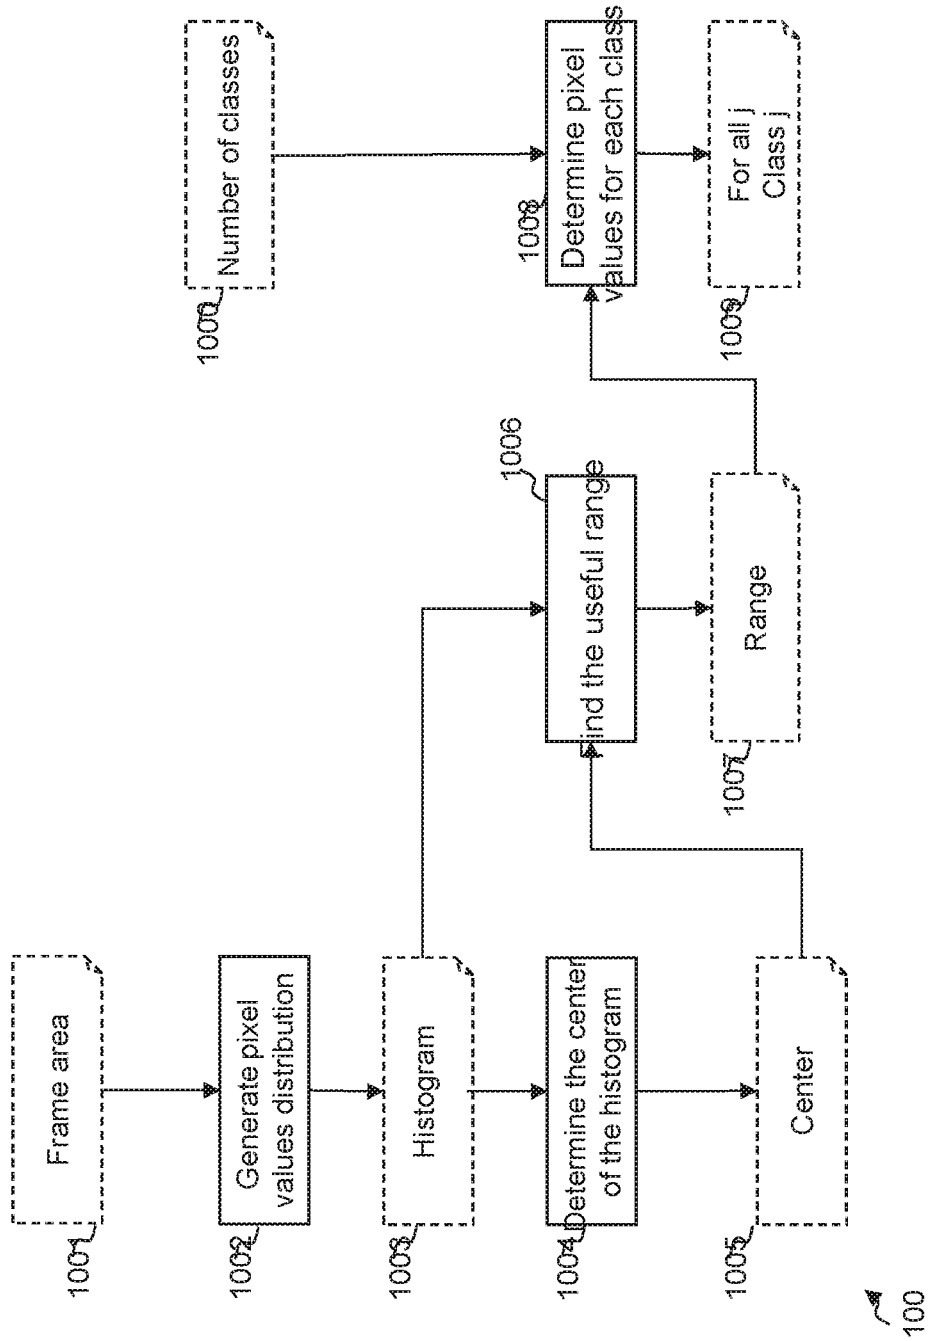 Frame area
1001
Generate pixel
values distribution
1002
Histogram
1003
Determine the center
of the histogram
1004
Center
1005
ind the useful range
1006
Range
1007
Number of classes
1000
Determine pixel
values for each class
1008
For all j
Class j
1009
100